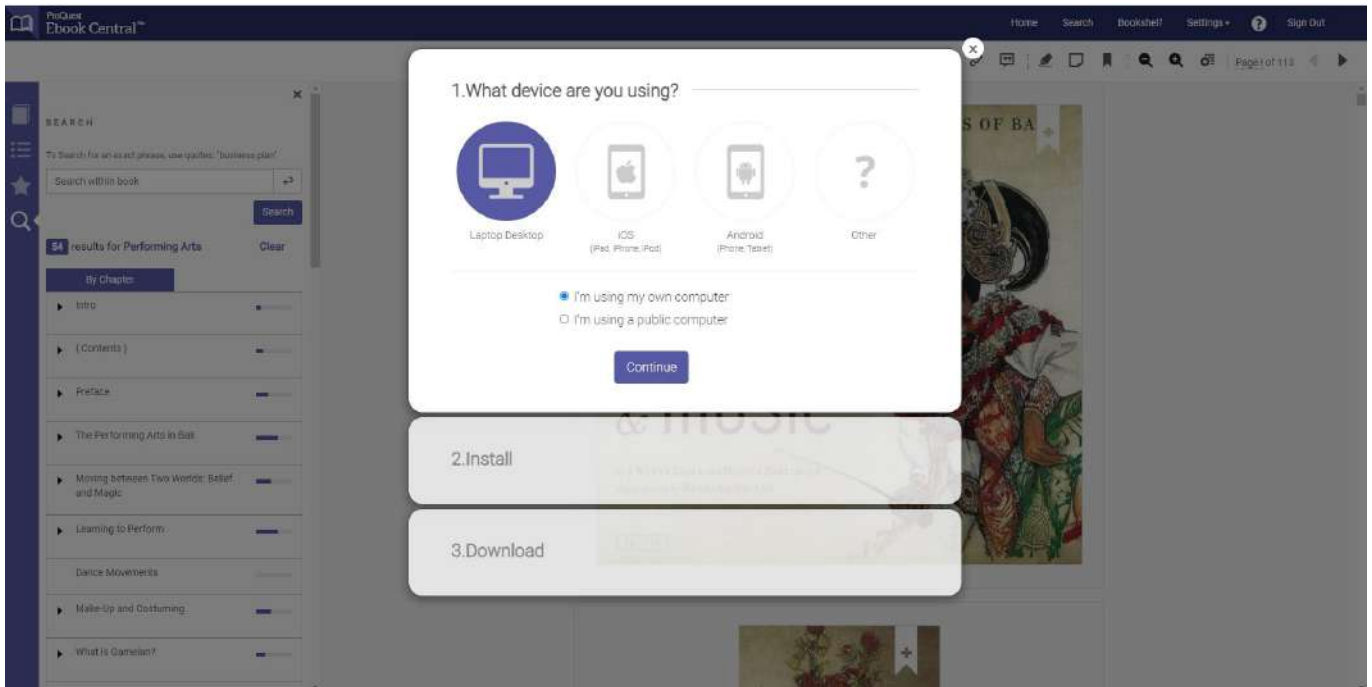 ProQuest
Ebook Central™
Home
Search
Bookshelf
Settings
?
Sign Out
Page 1 of 113
SEARCH
To Search for an exact phrase, use quotes: "business plan"
Search within book
Search
54 results for Performing Arts
Clear
By Chapter
Intro
( Contents )
Preface
The Performing Arts in Bali
Moving between Two Worlds: Belief
and Magic
Learning to Perform
Dance Movements
Make-Up and Costuming
What Is Gamelan?
1.What device are you using?
Laptop Desktop
iOS
(iPad, iPhone, iPod)
Android
(Phone, Tablet)
?
Other
I'm using my own computer
I'm using a public computer
Continue
2.Install
3.Download
S OF BA
& MUSIC